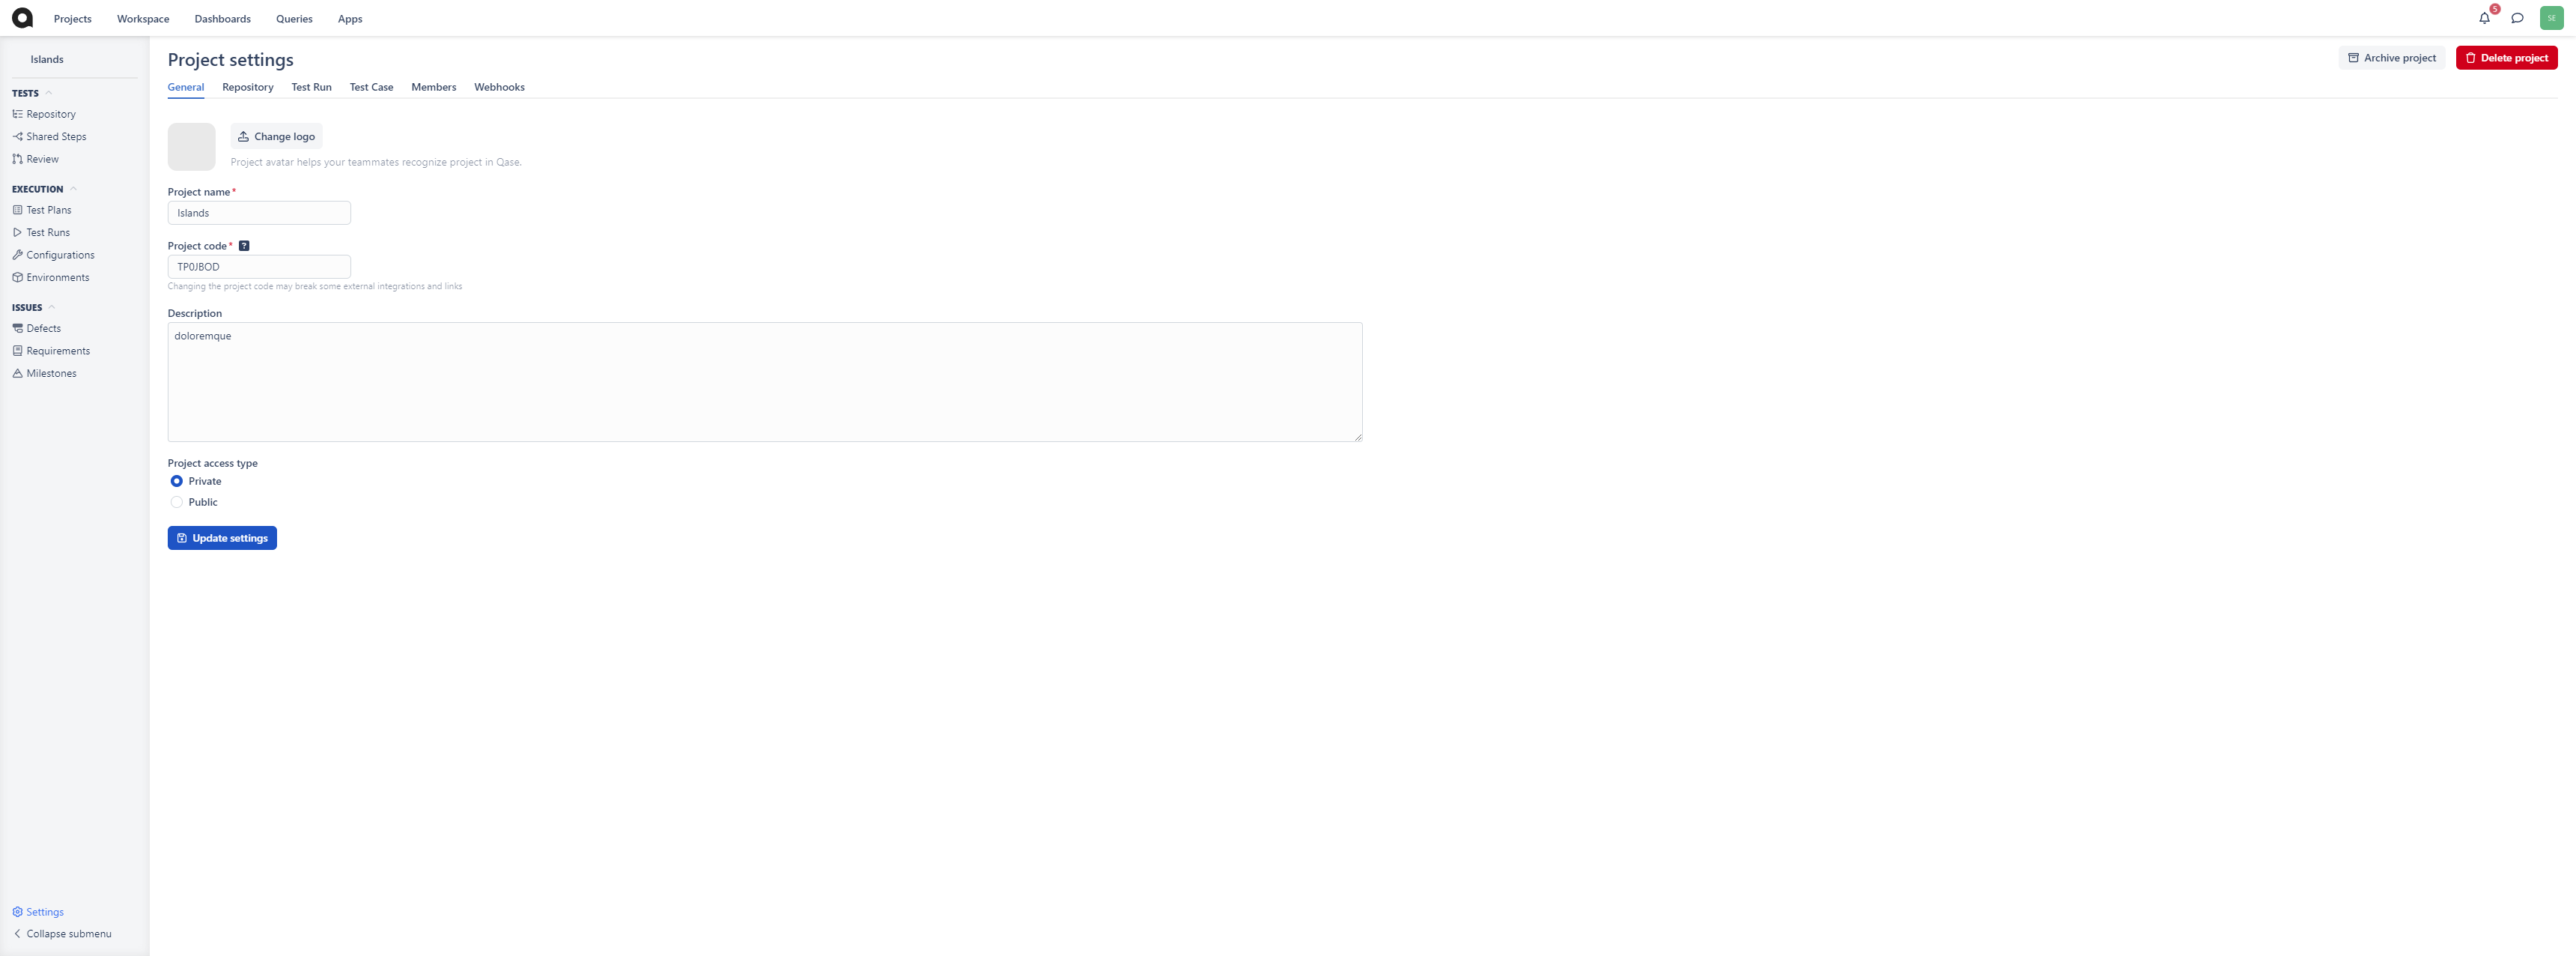 Projects Workspace Dashboards Queries Apps 5 SE
Islands
TESTS
Repository
Shared Steps
Review
EXECUTION
Test Plans
Test Runs
Configurations
Environments
ISSUES
Defects
Requirements
Milestones
Settings
Collapse submenu
Project settings
Archive project Delete project
General Repository Test Run Test Case Members Webhooks
Change logo
Project avatar helps your teammates recognize project in Qase.
Project name*
Islands
Project code* ?
TP0JBOD
Changing the project code may break some external integrations and links
Description
doloremque
Project access type
Private
Public
Update settings